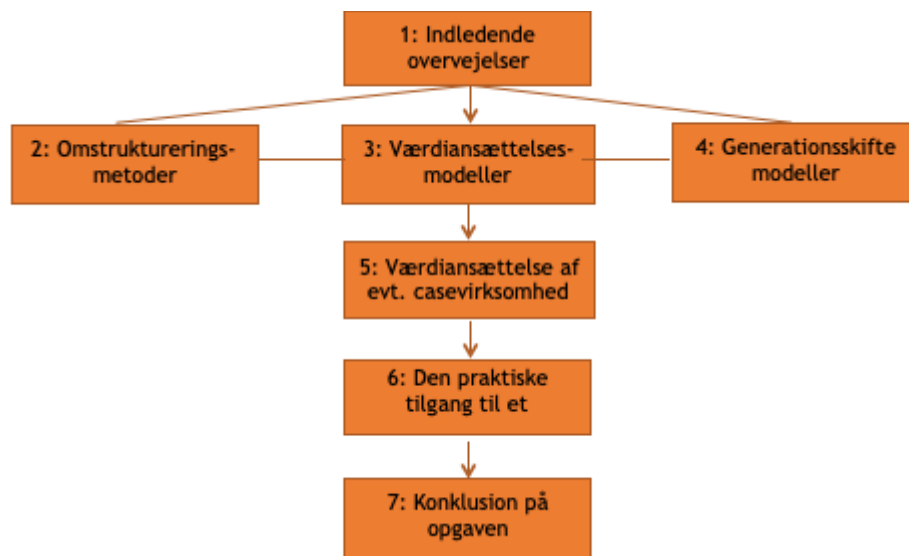 1: Indledende
overvejelser
2: Omstrukturerings-
metoder
3: Værdiansættelses-
modeller
4: Generationsskifte
modeller
5: Værdiansættelse af
evt. casevirksomhed
6: Den praktiske
tilgang til et
7: Konklusion på
opgaven